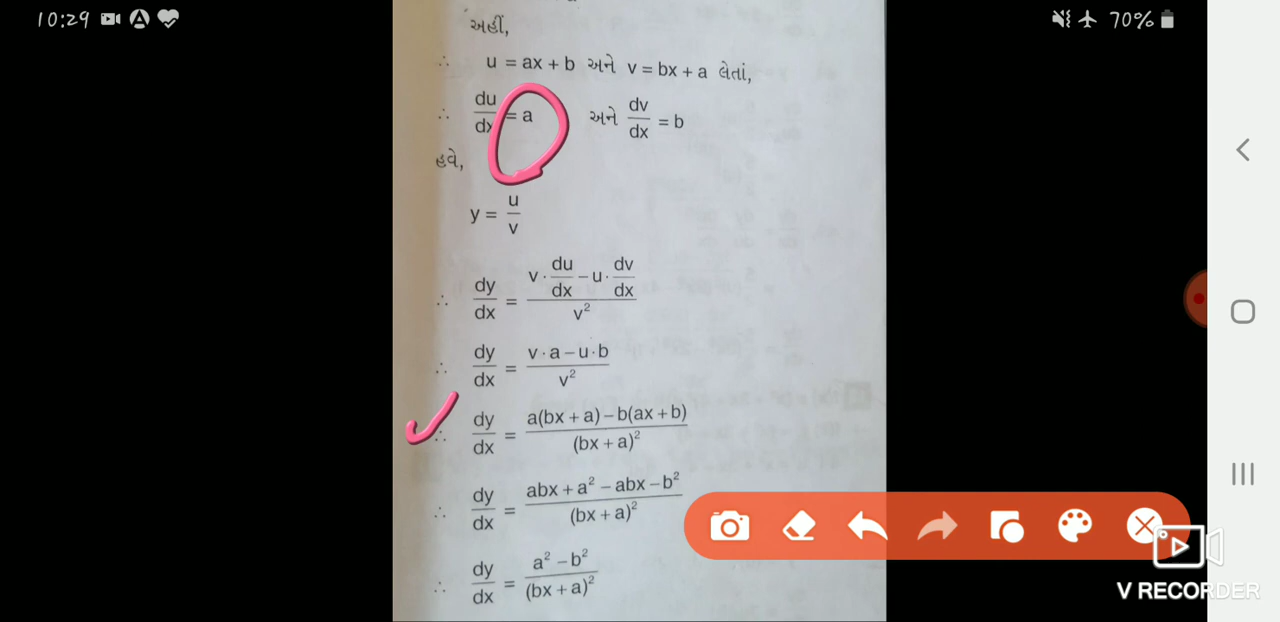 10:29
70%
અહીં,
∴ u = ax + b અને v = bx + a લેતાં,
∴ du/dx = a અને dv/dx = b
હવે,
y = u/v
∴ dy/dx = (v · du/dx – u · dv/dx)/v²
∴ dy/dx = (v · a – u · b)/v²
∴ dy/dx = (a(bx + a) – b(ax + b))/(bx + a)²
∴ dy/dx = (abx + a² – abx – b²)/(bx + a)²
∴ dy/dx = (a² – b²)/(bx + a)²
V RECORDER